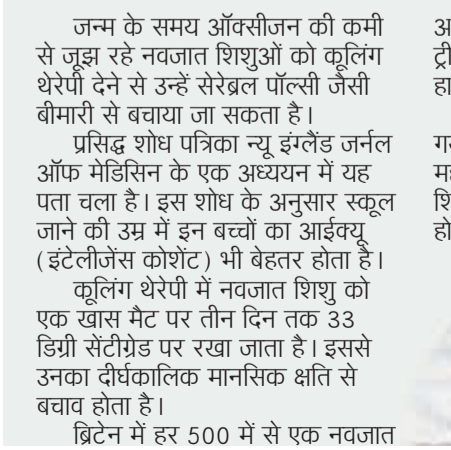 जन्म के समय ऑक्सीजन की कमी
से जूझ रहे नवजात शिशुओं को कूलिंग
थेरेपी देने से उन्हें सेरेब्रल पॉल्सी जैसी
बीमारी से बचाया जा सकता है।
प्रसिद्ध शोध पत्रिका न्यू इंग्लैंड जर्नल
ऑफ मेडिसिन के एक अध्ययन में यह
पता चला है। इस शोध के अनुसार स्कूल
जाने की उम्र में इन बच्चों का आईक्यू
(इंटेलीजेंस कोशेंट) भी बेहतर होता है।
कूलिंग थेरेपी में नवजात शिशु को
एक खास मैट पर तीन दिन तक 33
डिग्री सेंटीग्रेड पर रखा जाता है। इससे
उनका दीर्घकालिक मानसिक क्षति से
बचाव होता है।
ब्रिटेन में हर 500 में से एक नवजात